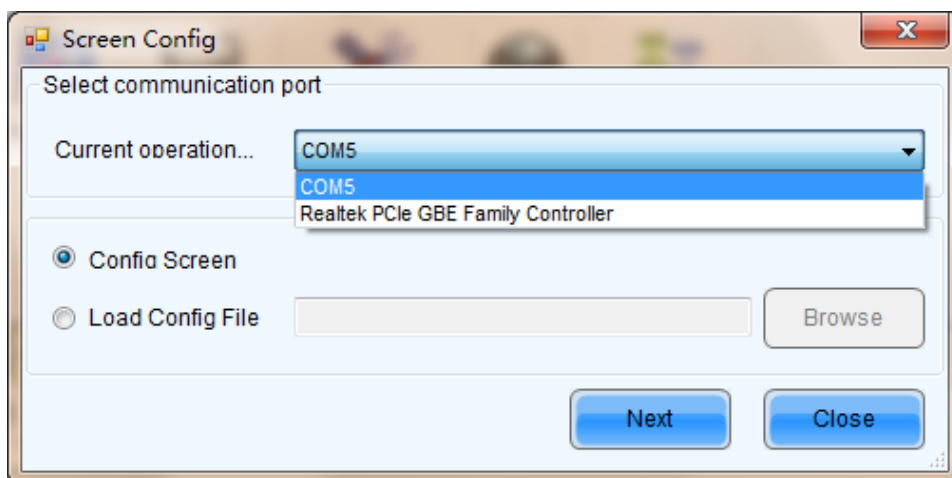 Screen Config
X
Select communication port
Current operation...
COM5
COM5
Realtek PCIe GBE Family Controller
Config Screen
Load Config File
Browse
Next
Close